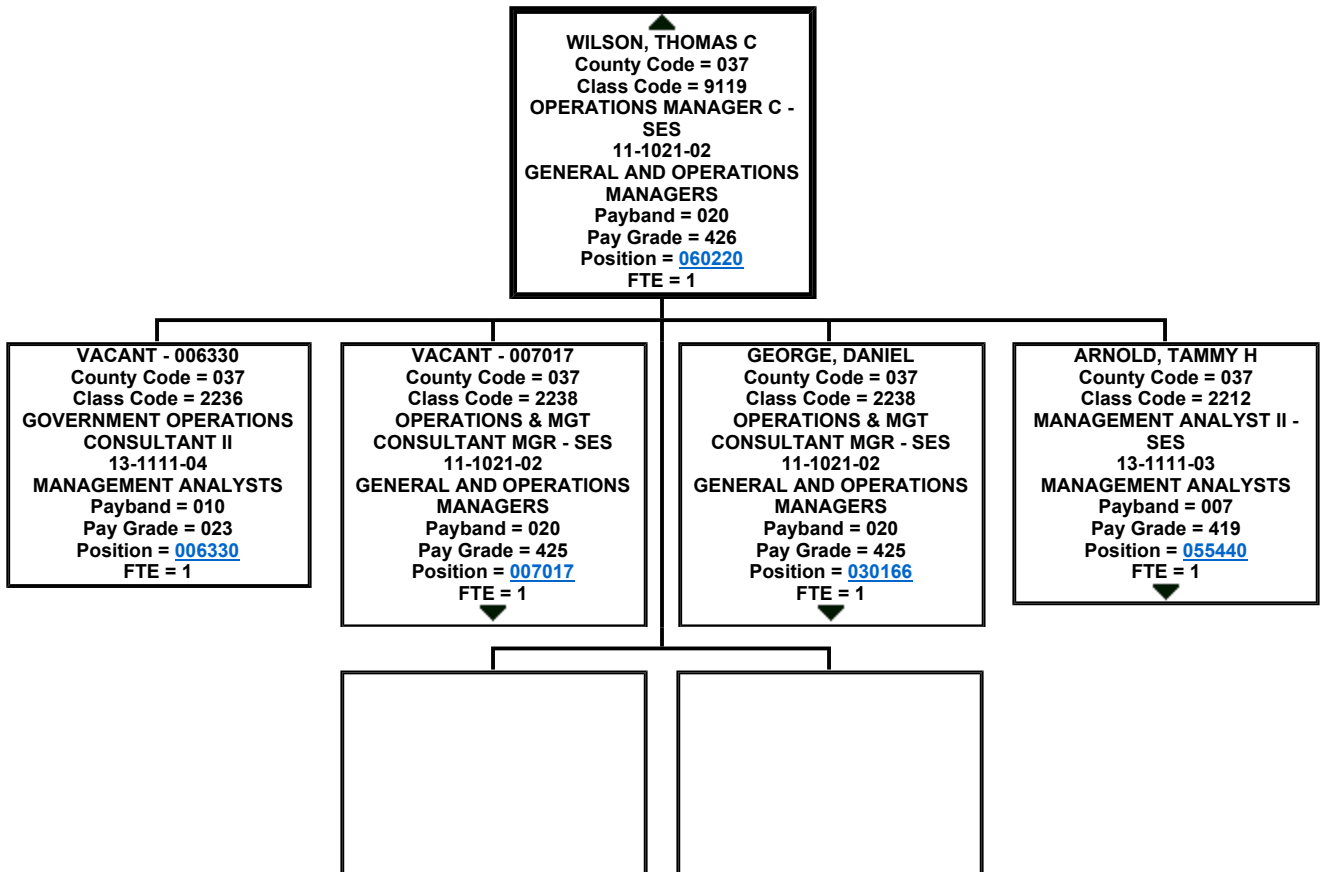 WILSON, THOMAS C
County Code = 037
Class Code = 9119
OPERATIONS MANAGER C -
SES
11-1021-02
GENERAL AND OPERATIONS
MANAGERS
Payband = 020
Pay Grade = 426
Position = 060220
FTE = 1
VACANT - 006330
County Code = 037
Class Code = 2236
GOVERNMENT OPERATIONS
CONSULTANT II
13-1111-04
MANAGEMENT ANALYSTS
Payband = 010
Pay Grade = 023
Position = 006330
FTE = 1
VACANT - 007017
County Code = 037
Class Code = 2238
OPERATIONS & MGT
CONSULTANT MGR - SES
11-1021-02
GENERAL AND OPERATIONS
MANAGERS
Payband = 020
Pay Grade = 425
Position = 007017
FTE = 1
GEORGE, DANIEL
County Code = 037
Class Code = 2238
OPERATIONS & MGT
CONSULTANT MGR - SES
11-1021-02
GENERAL AND OPERATIONS
MANAGERS
Payband = 020
Pay Grade = 425
Position = 030166
FTE = 1
ARNOLD, TAMMY H
County Code = 037
Class Code = 2212
MANAGEMENT ANALYST II -
SES
13-1111-03
MANAGEMENT ANALYSTS
Payband = 007
Pay Grade = 419
Position = 055440
FTE = 1